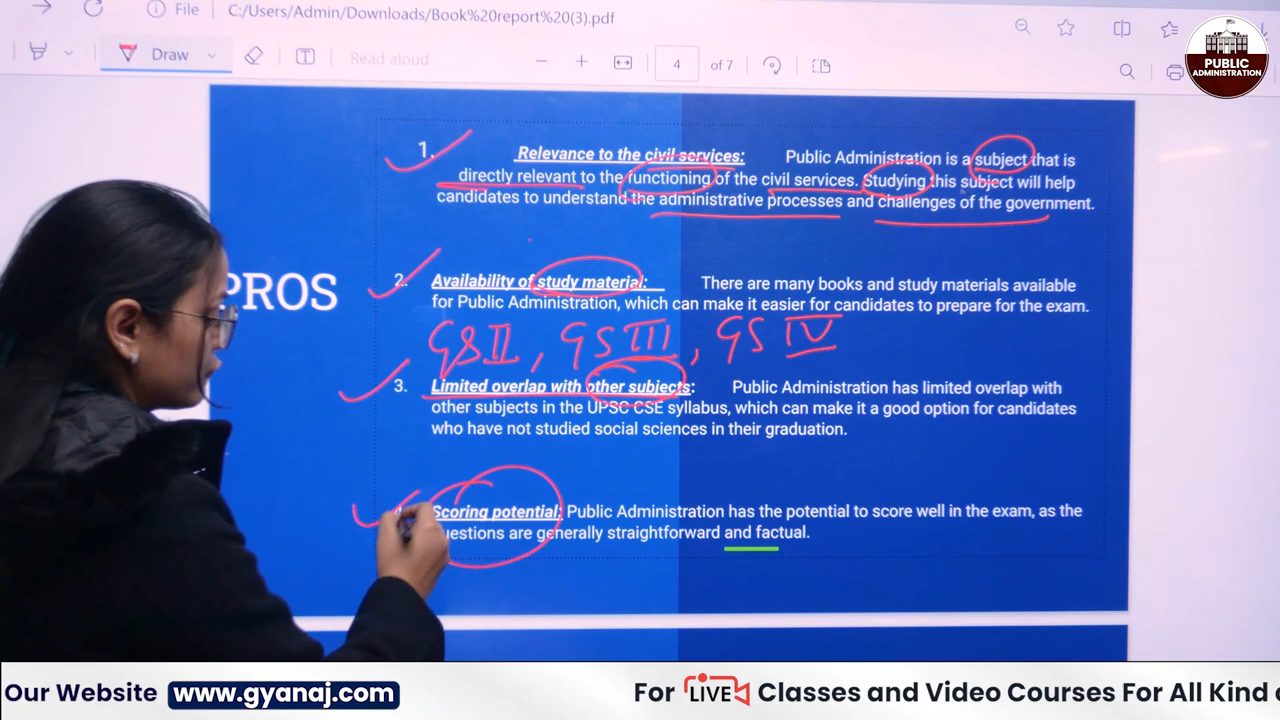 File C:/Users/Admin/Downloads/Book%20report%20(3).pdf
Draw Read aloud 4 of 7
PUBLIC
ADMINISTRATION
PROS
1. Relevance to the civil services: Public Administration is a subject that is
directly relevant to the functioning of the civil services. Studying this subject will help
candidates to understand the administrative processes and challenges of the government.
2. Availability of study material: There are many books and study materials available
for Public Administration, which can make it easier for candidates to prepare for the exam.
GS II, GS III, GS IV
3. Limited overlap with other subjects: Public Administration has limited overlap with
other subjects in the UPSC CSE syllabus, which can make it a good option for candidates
who have not studied social sciences in their graduation.
Scoring potential: Public Administration has the potential to score well in the exam, as the
uestions are generally straightforward and factual.
Our Website www.gyanaj.com For LIVE Classes and Video Courses For All Kind